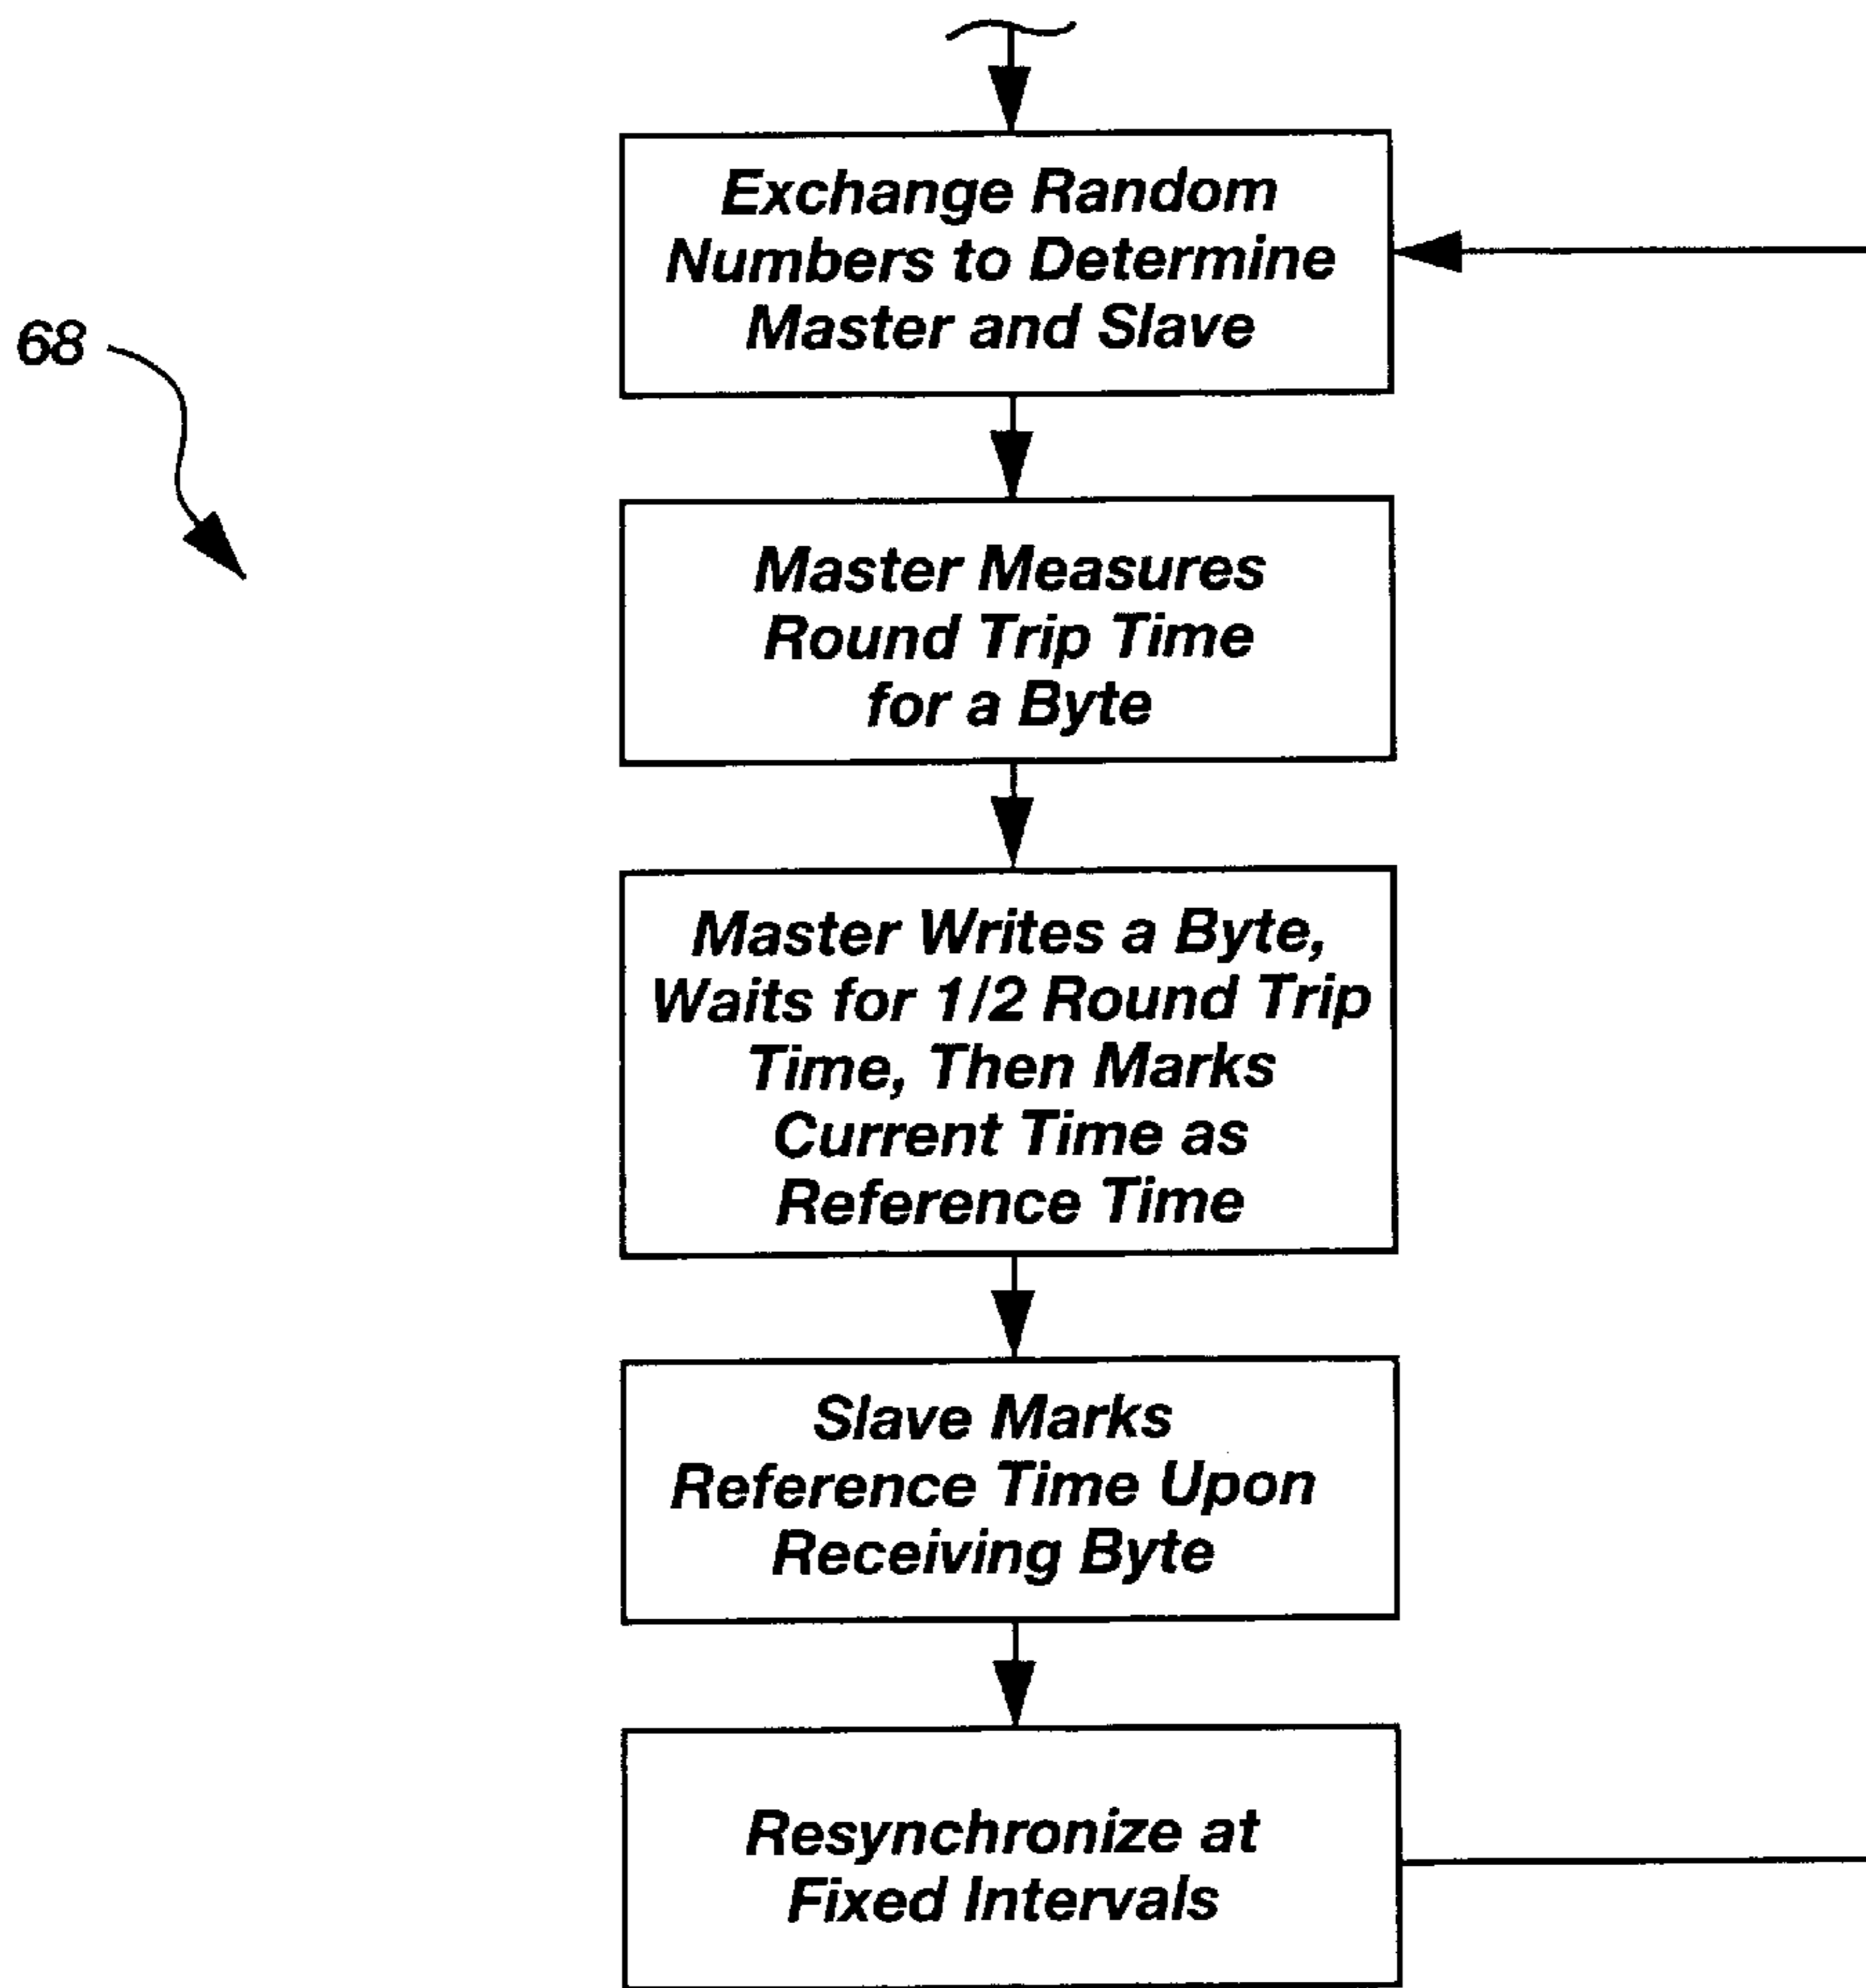 Exchange Random
Numbers to Determine
Master and Slave
68
Master Measures
Round Trip Time
for a Byte
Master Writes a Byte,
Waits for 1/2 Round Trip
Time, Then Marks
Current Time as
Reference Time
Slave Marks
Reference Time Upon
Receiving Byte
Resynchronize at
Fixed Intervals